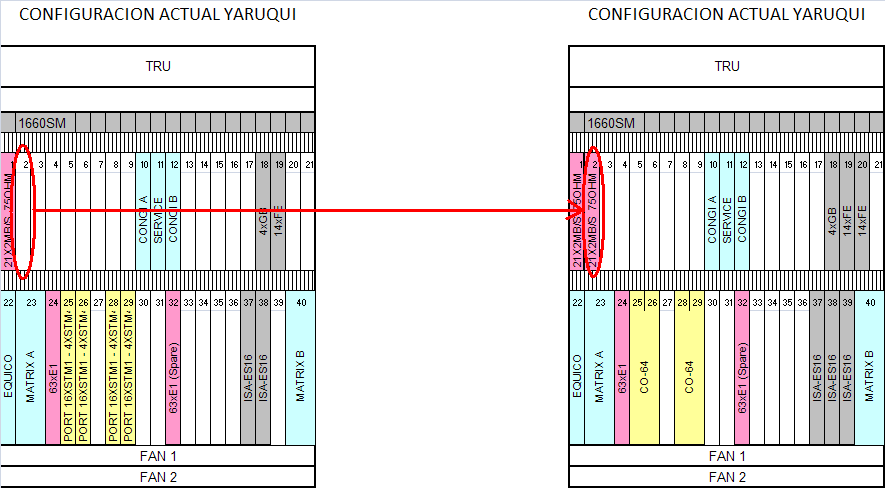 CONFIGURACION ACTUAL YARUQUI
TRU
1660SM
1 2 3 4 5 6 7 8 9 10 11 12 13 14 15 16 17 18 19 20 21
21X2MB/S .75OHM
CONGI A
SERVICE
CONGI B
4xGB
14xFE
22 23 24 25 26 27 28 29 30 31 32 33 34 35 36 37 38 39 40
EQUICO
MATRIX A
63xE1
PORT 16XSTM1 - 4XSTM4
PORT 16XSTM1 - 4XSTM4
PORT 16XSTM1 - 4XSTM4
PORT 16XSTM1 - 4XSTM4
63xE1 (Spare)
ISA-ES16
ISA-ES16
MATRIX B
FAN 1
FAN 2
CONFIGURACION ACTUAL YARUQUI
TRU
1660SM
1 2 3 4 5 6 7 8 9 10 11 12 13 14 15 16 17 18 19 20 21
21X2MB/S .75OHM
21X2MB/S .75OHM
CONGI A
SERVICE
CONGI B
4xGB
14xFE
14xFE
22 23 24 25 26 27 28 29 30 31 32 33 34 35 36 37 38 39 40
EQUICO
MATRIX A
63xE1
CO-64
CO-64
63xE1 (Spare)
ISA-ES16
ISA-ES16
ISA-ES16
MATRIX B
FAN 1
FAN 2